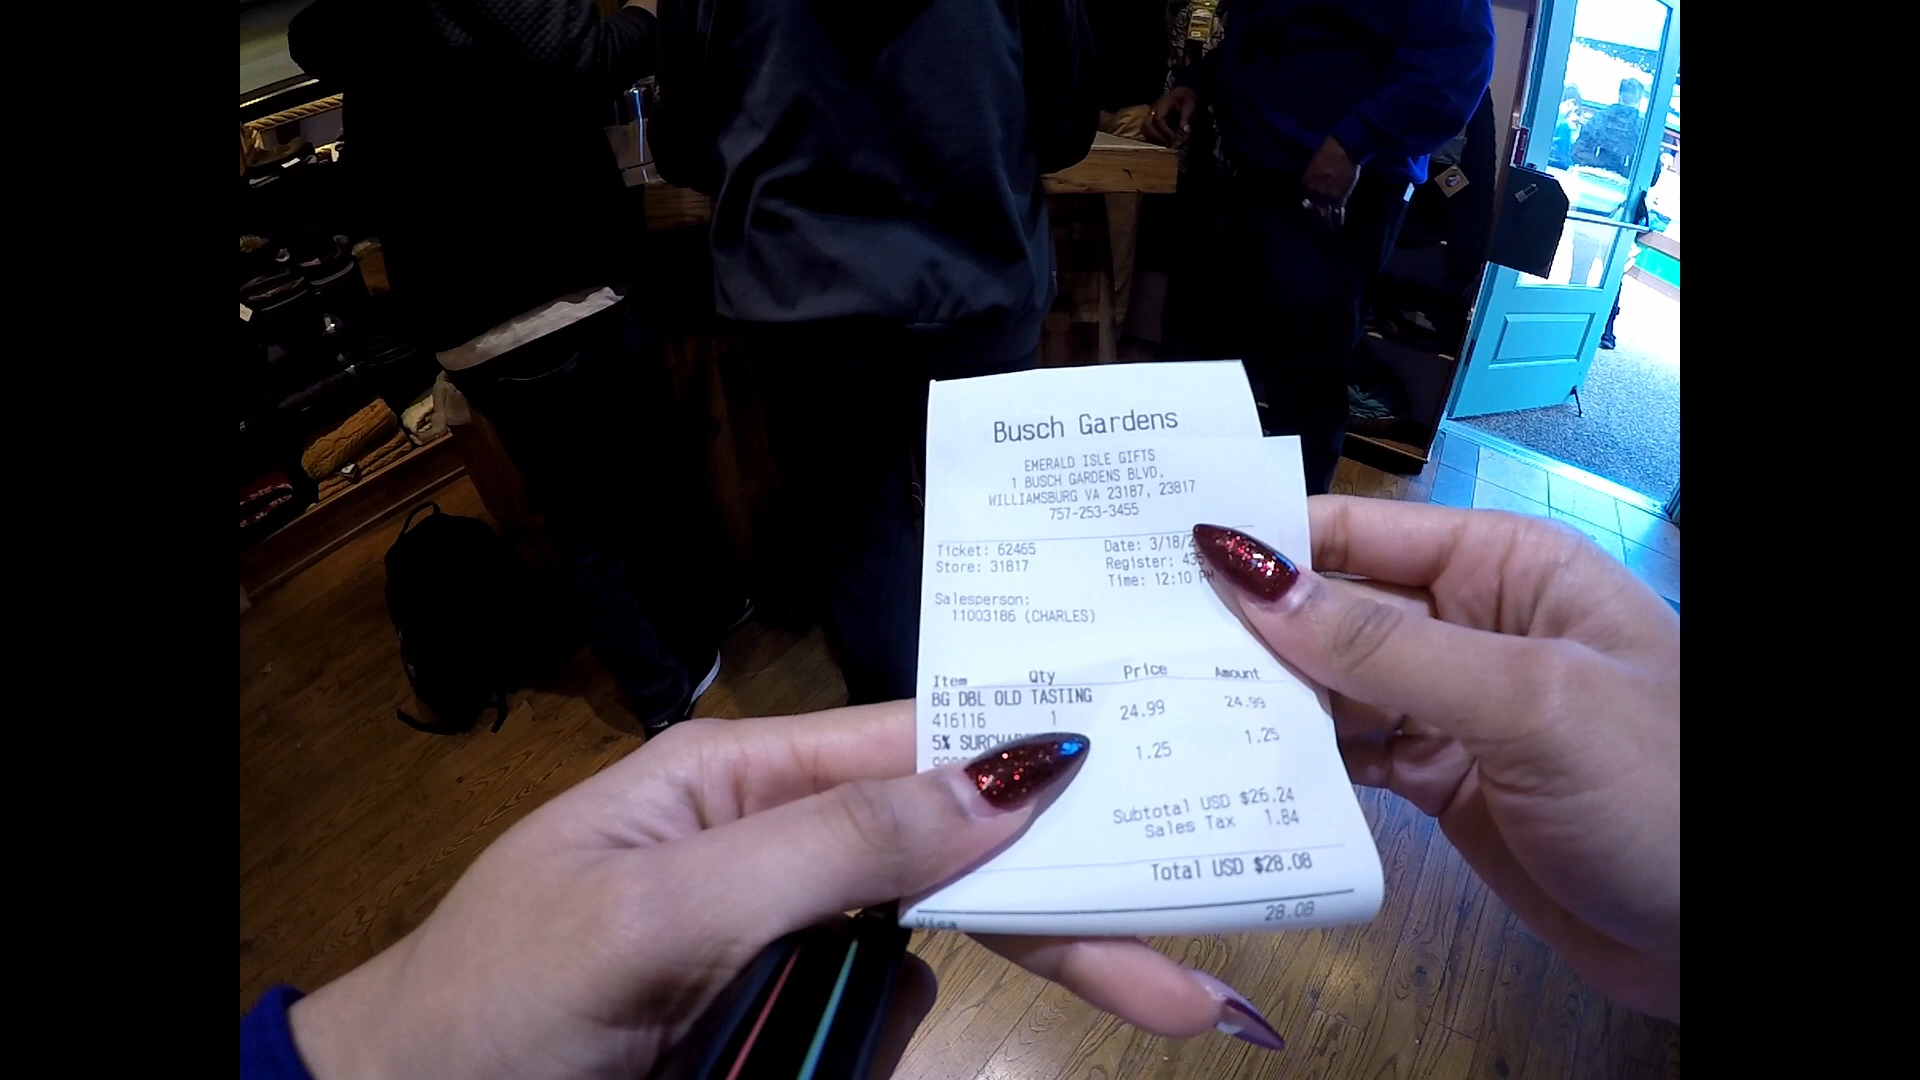 Busch Gardens
EMERALD ISLE GIFTS
1 BUSCH GARDENS BLVD.
WILLIAMSBURG VA 23187, 23817
757-253-3455
Ticket: 62465 Date: 3/18/2
Store: 31817 Register: 435
Time: 12:10 PM
Salesperson:
11003186 (CHARLES)
Item Qty Price Amount
BG DBL OLD TASTING
416116 1 24.99 24.99
5% 1.25 1.25
Subtotal USD $26.24
Sales Tax 1.84
Total USD $28.08
Visa 28.08